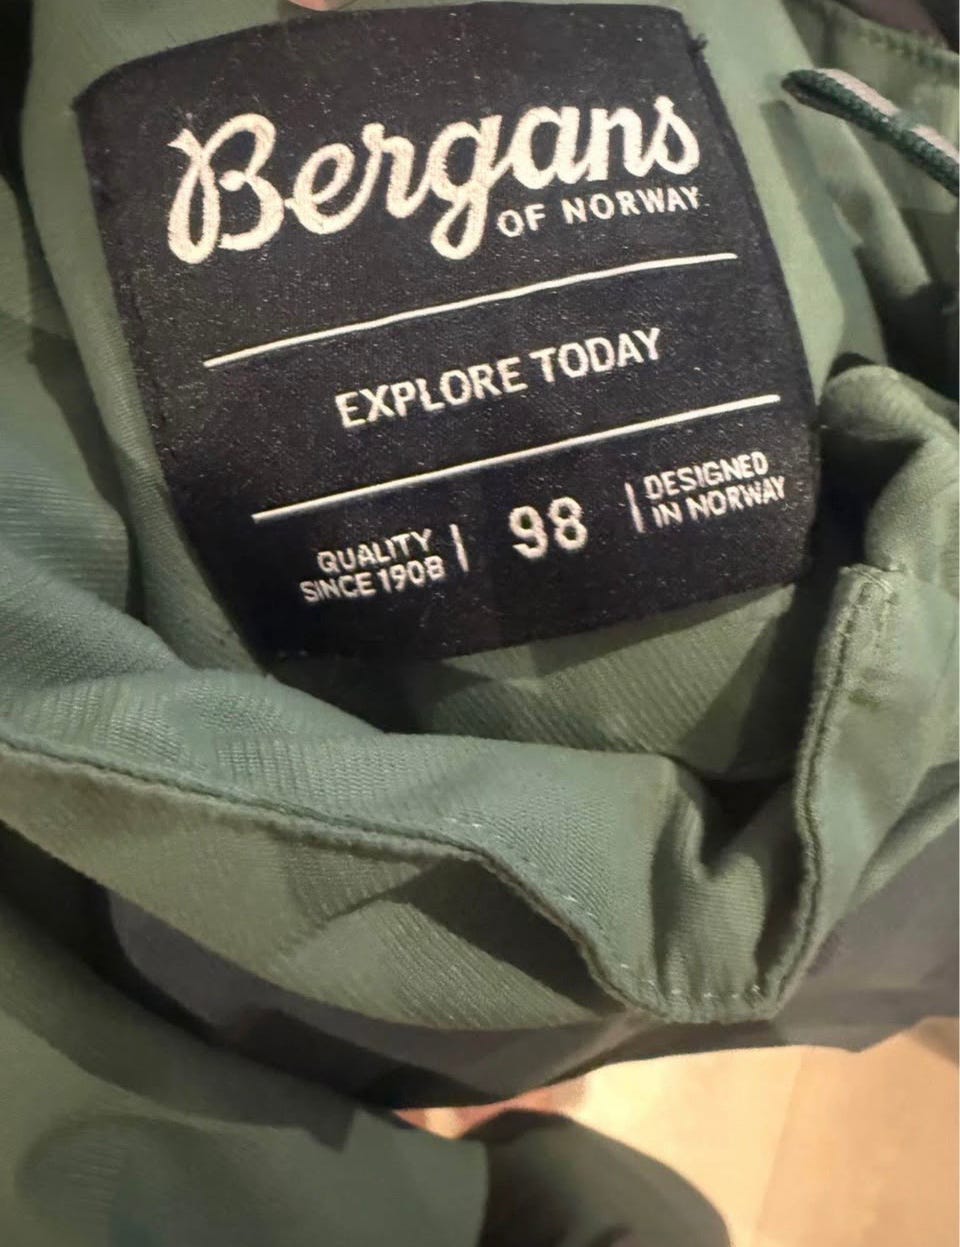 Bergans
OF NORWAY
EXPLORE TODAY
QUALITY
SINCE 1908
98
DESIGNED
IN NORWAY